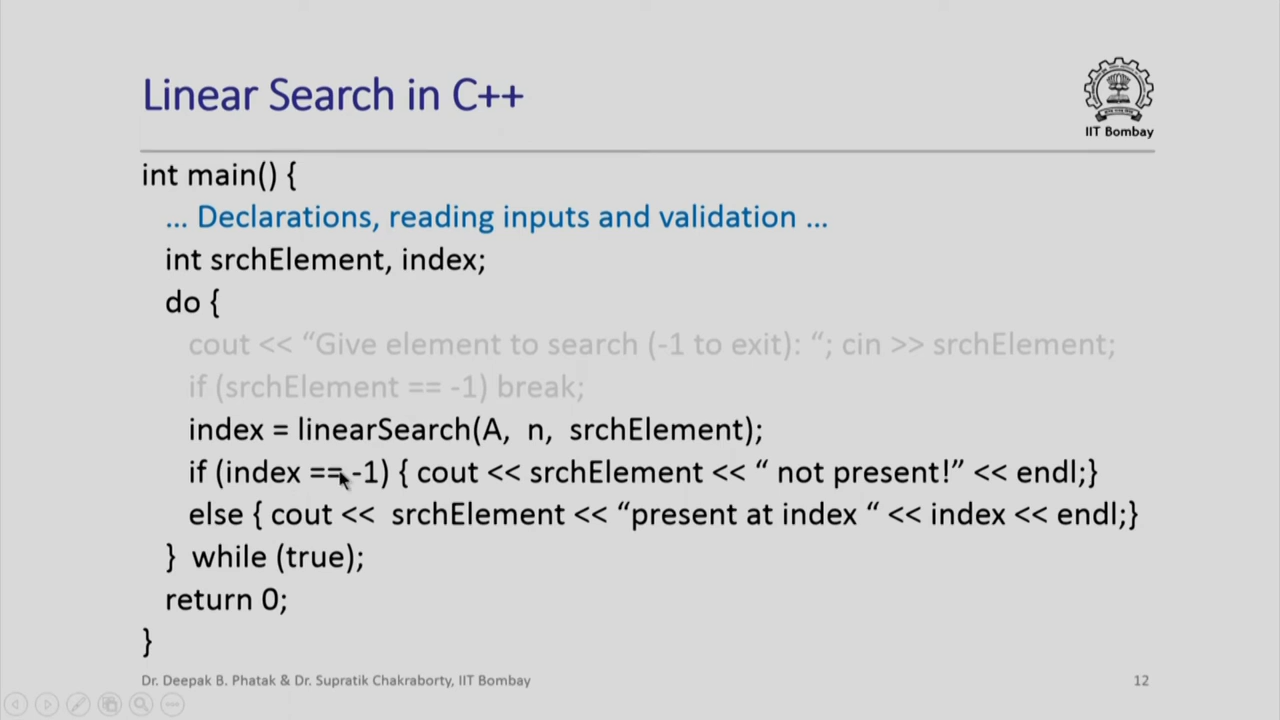 Linear Search in C++
IIT Bombay
int main() {
... Declarations, reading inputs and validation ...
int srchElement, index;
do {
cout << “Give element to search (-1 to exit): “; cin >> srchElement;
if (srchElement == -1) break;
index = linearSearch(A, n, srchElement);
if (index == -1) { cout << srchElement << “ not present!” << endl;}
else { cout << srchElement << “present at index “ << index << endl;}
} while (true);
return 0;
}
Dr. Deepak B. Phatak & Dr. Supratik Chakraborty, IIT Bombay
12